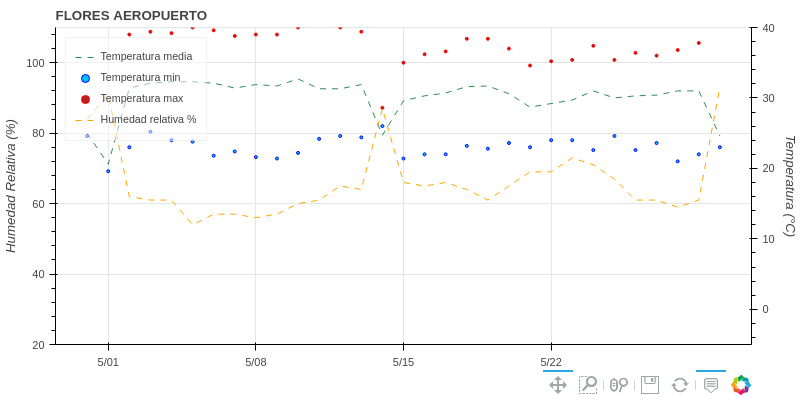 FLORES AEROPUERTO
Temperatura media
Temperatura min
Temperatura max
Humedad relativa %
Humedad Relativa (%)
100
80
60
40
20
Temperatura (°C)
40
30
20
10
0
5/01
5/08
5/15
5/22